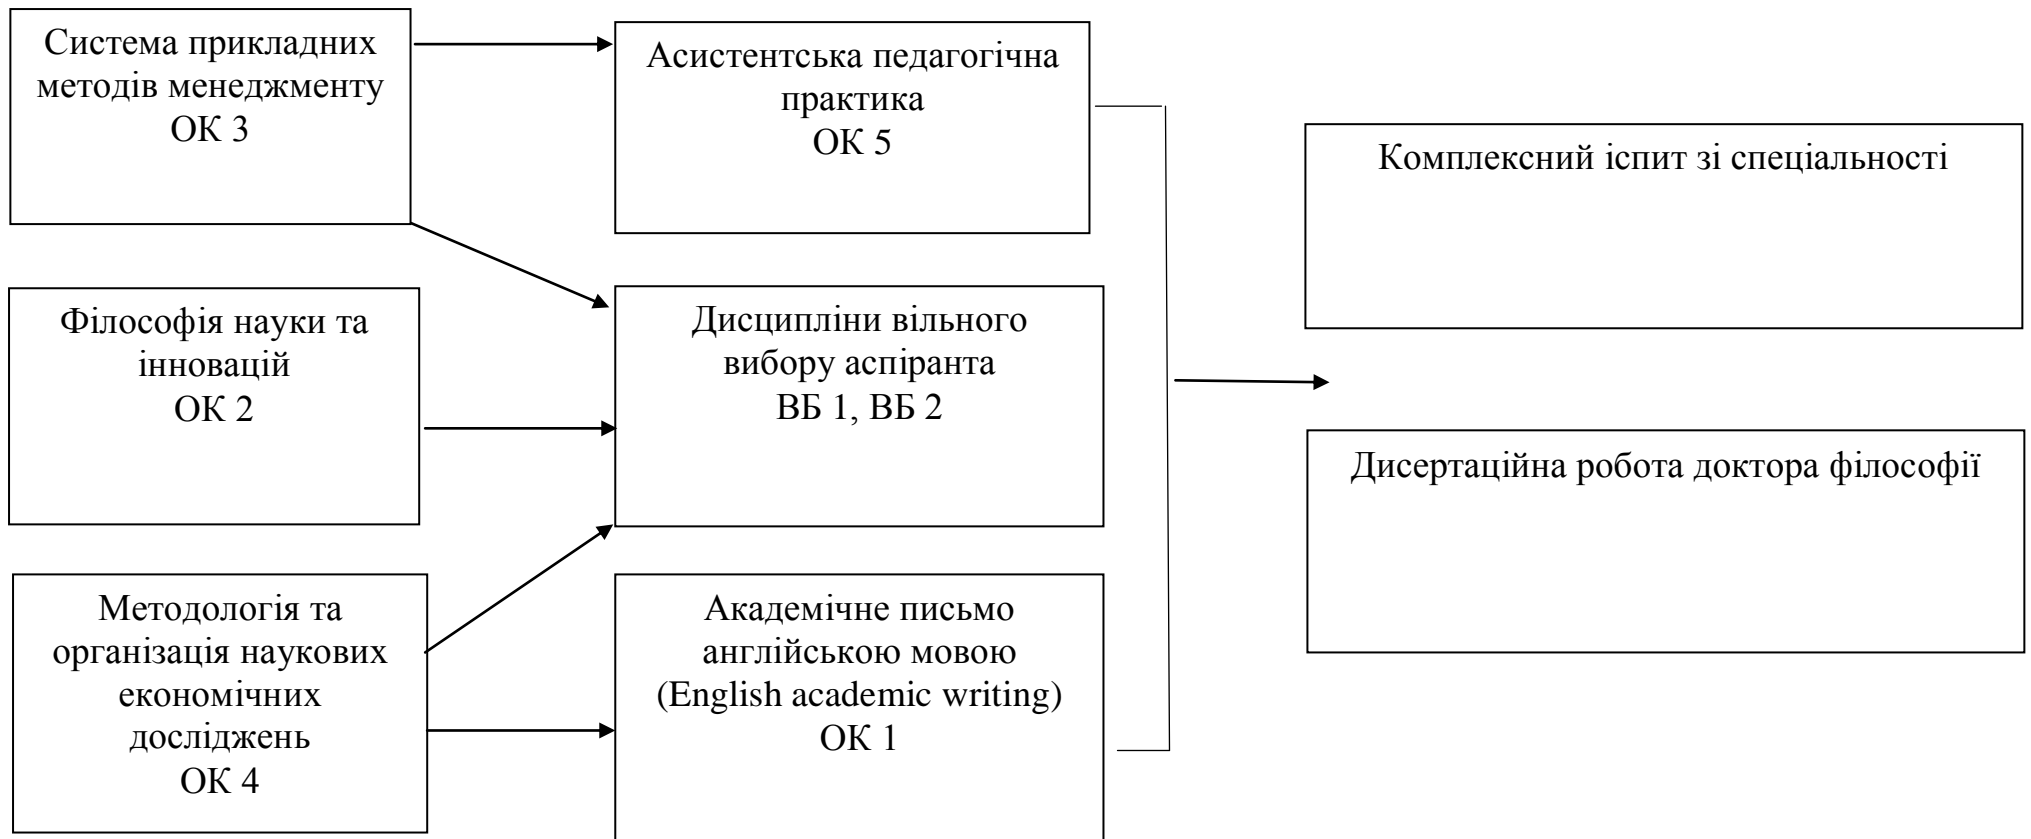 Система прикладних
методів менеджменту
ОК 3
Асистентська педагогічна
практика
ОК 5
Комплексний іспит зі спеціальності
Філософія науки та
інновацій
ОК 2
Дисципліни вільного
вибору аспіранта
ВБ 1, ВБ 2
Дисертаційна робота доктора філософії
Методологія та
організація наукових
економічних
досліджень
ОК 4
Академічне письмо
англійською мовою
(English academic writing)
ОК 1